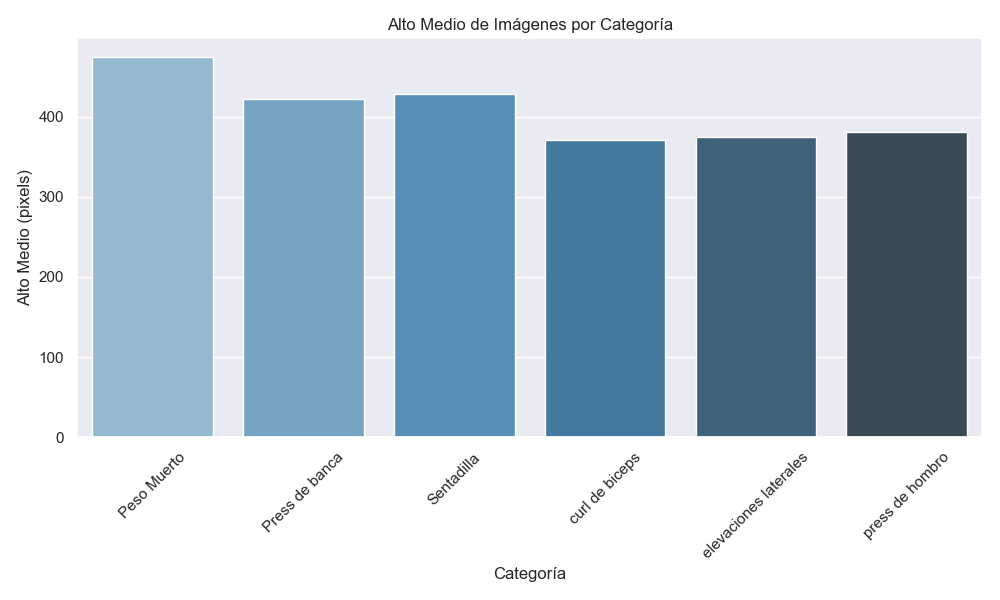 Alto Medio de Imágenes por Categoría
Alto Medio (pixels)
400
300
200
100
0
Peso Muerto
Press de banca
Sentadilla
curl de biceps
elevaciones laterales
press de hombro
Categoría